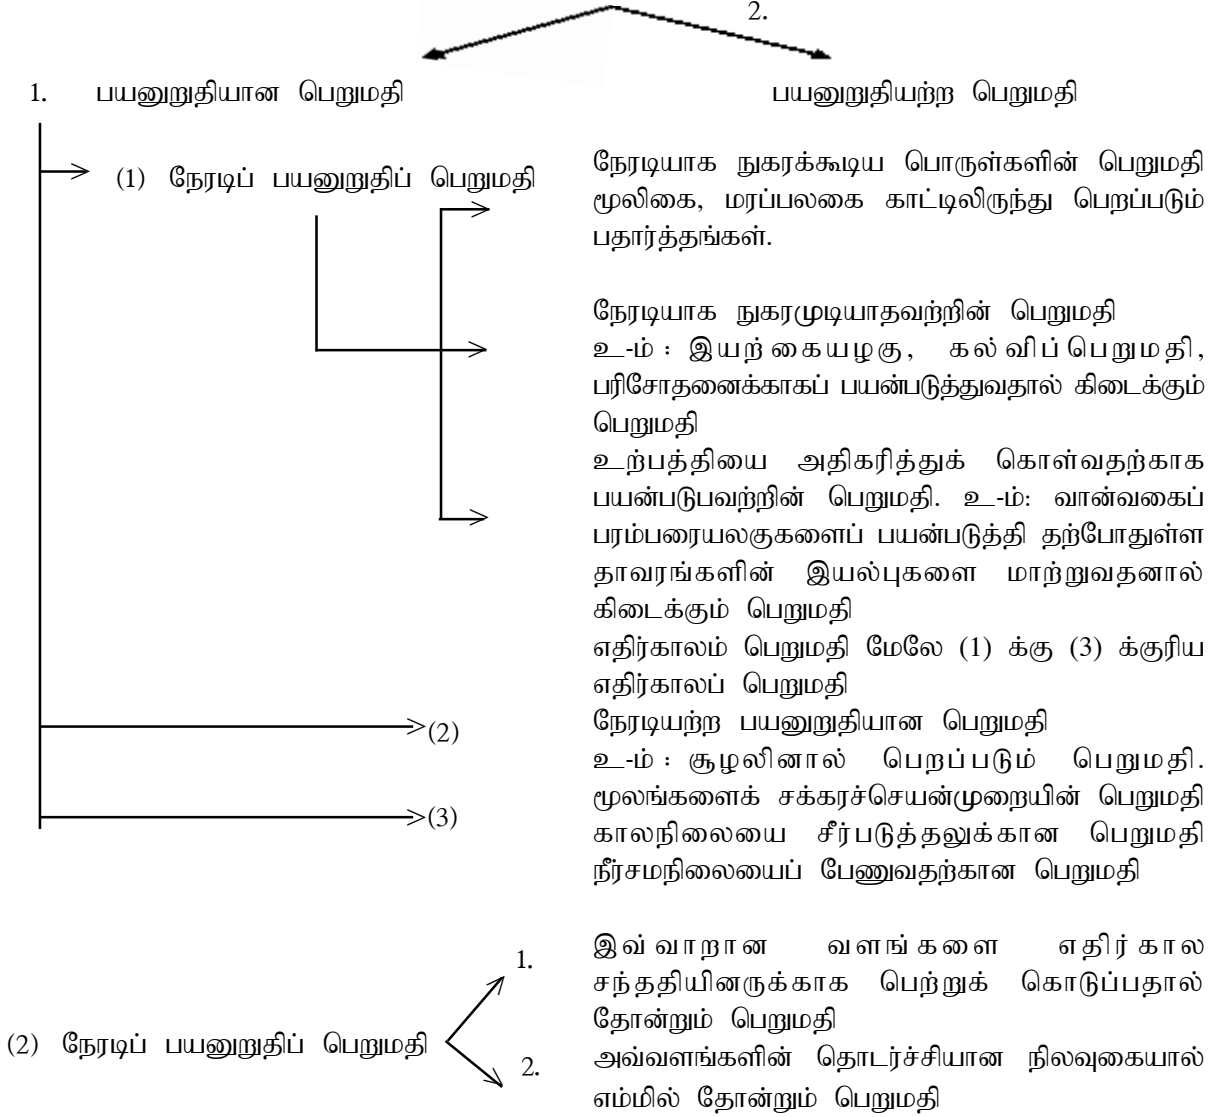 2.
1. பயனுறுதியான பெறுமதி
பயனுறுதியற்ற பெறுமதி
(1) நேரடிப் பயனுறுதிப் பெறுமதி
நேரடியாக நுகரக்கூடிய பொருள்களின் பெறுமதி
மூலிகை, மரப்பலகை காட்டிலிருந்து பெறப்படும்
பதார்த்தங்கள்.
நேரடியாக நுகரமுடியாதவற்றின் பெறுமதி
உ-ம் : இயற்கையழகு, கல்விப்பெறுமதி,
பரிசோதனைக்காகப் பயன்படுத்துவதால் கிடைக்கும்
பெறுமதி
உற்பத்தியை அதிகரித்துக் கொள்வதற்காக
பயன்படுபவற்றின் பெறுமதி. உ-ம்: வான்வகைப்
பரம்பரையலகுகளைப் பயன்படுத்தி தற்போதுள்ள
தாவரங்களின் இயல்புகளை மாற்றுவதனால்
கிடைக்கும் பெறுமதி
எதிர்காலம் பெறுமதி மேலே (1) க்கு (3) க்குரிய
எதிர்காலப் பெறுமதி
(2) நேரடியற்ற பயனுறுதியான பெறுமதி
உ-ம் : சூழலினால் பெறப்படும் பெறுமதி.
(3) மூலங்களைக் சக்கரச்செயன்முறையின் பெறுமதி
காலநிலையை சீர்படுத்தலுக்கான பெறுமதி
நீர்சமநிலையைப் பேணுவதற்கான பெறுமதி
(2) நேரடிப் பயனுறுதிப் பெறுமதி
1. இவ்வாறான வளங்களை எதிர்கால
சந்ததியினருக்காக பெற்றுக் கொடுப்பதால்
தோன்றும் பெறுமதி
2. அவ்வளங்களின் தொடர்ச்சியான நிலவுகையால்
எம்மில் தோன்றும் பெறுமதி